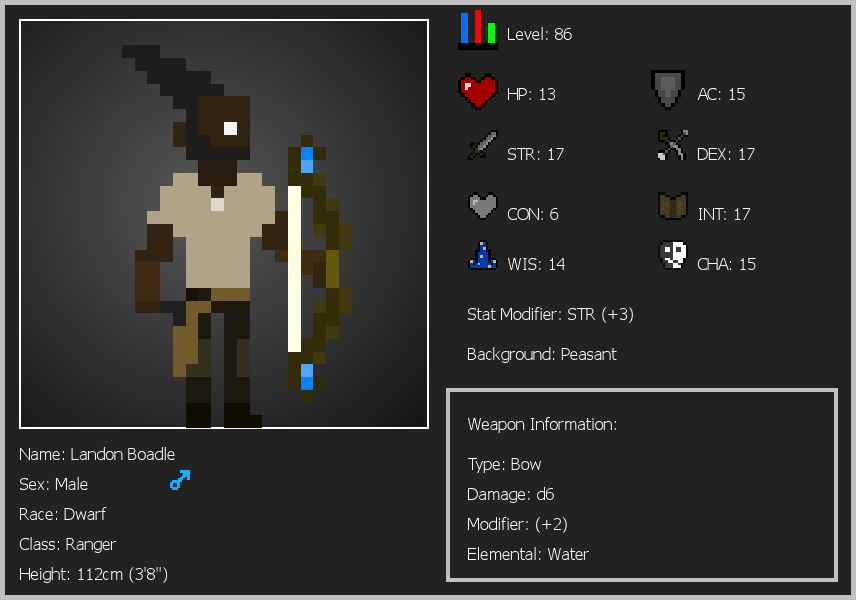 Level: 86
HP: 13
AC: 15
STR: 17
DEX: 17
CON: 6
INT: 17
WIS: 14
CHA: 15
Stat Modifier: STR (+3)
Background: Peasant
Weapon Information:
Type: Bow
Damage: d6
Modifier: (+2)
Elemental: Water
Name: Landon Boadle
Sex: Male
Race: Dwarf
Class: Ranger
Height: 112cm (3'8")